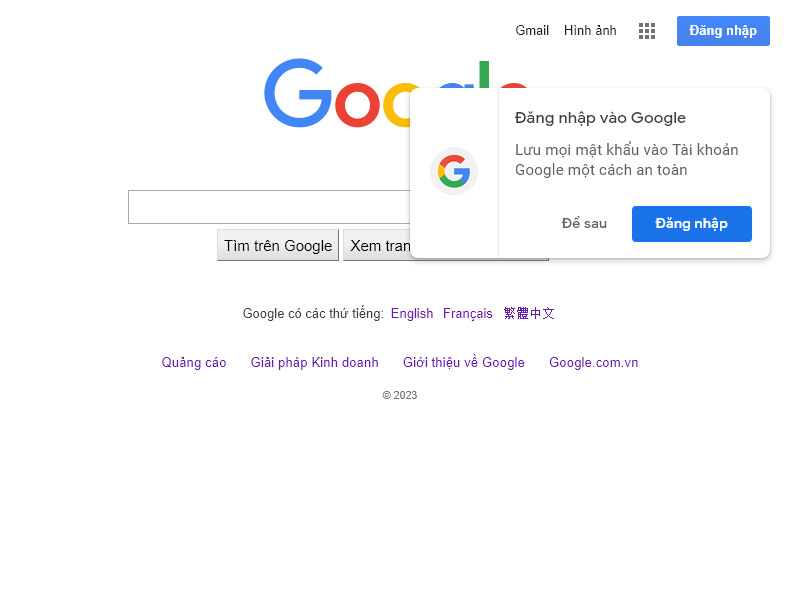 Gmail Hình ảnh Đăng nhập
Google
Đăng nhập vào Google
Lưu mọi mật khẩu vào Tài khoản
Google một cách an toàn
Để sau Đăng nhập
Tìm trên Google Xem
Google có các thứ tiếng: English Français 繁體中文
Quảng cáo Giải pháp Kinh doanh Giới thiệu về Google Google.com.vn
© 2023